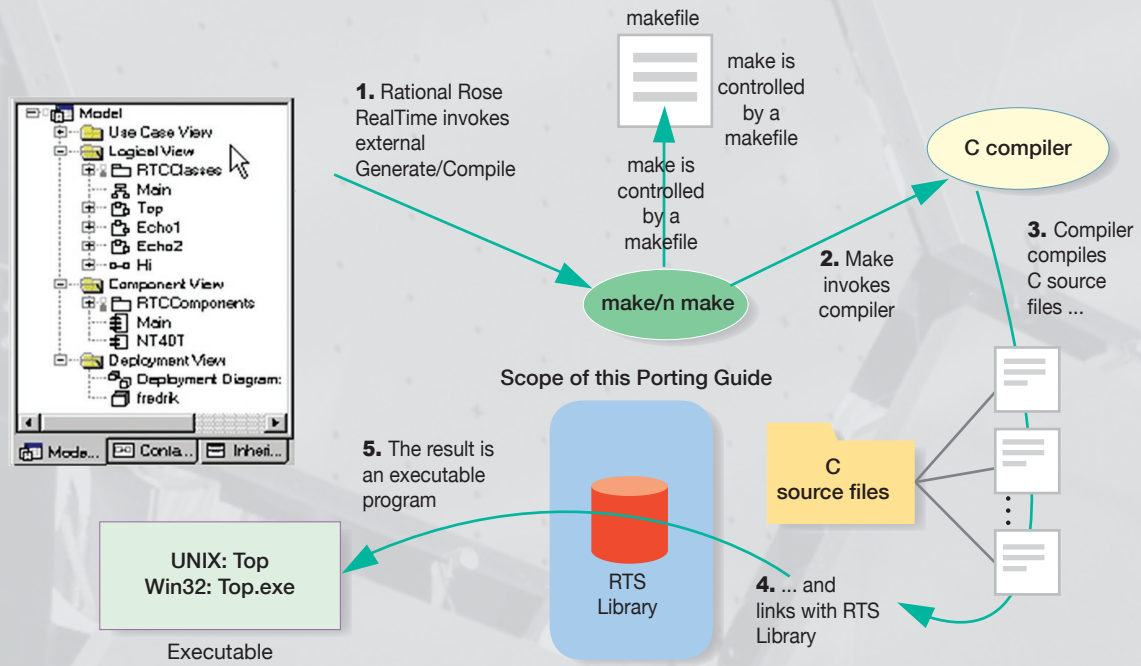 makefile
make is
controlled
by a
makefile
make is
controlled
by a
makefile
1. Rational Rose
RealTime invokes
external
Generate/Compile
Model
Use Case View
Logical View
RTCClasses
Main
Top
Echo1
Echo2
Hi
Component View
RTCComponents
Main
NT40T
Deployment View
Deployment Diagram:
fredrik
Mode...
Conta...
Inheri...
make/n make
2. Make
invokes
compiler
C compiler
3. Compiler
compiles
C source
files ...
C
source files
Scope of this Porting Guide
RTS
Library
4. ... and
links with RTS
Library
5. The result is
an executable
program
UNIX: Top
Win32: Top.exe
Executable